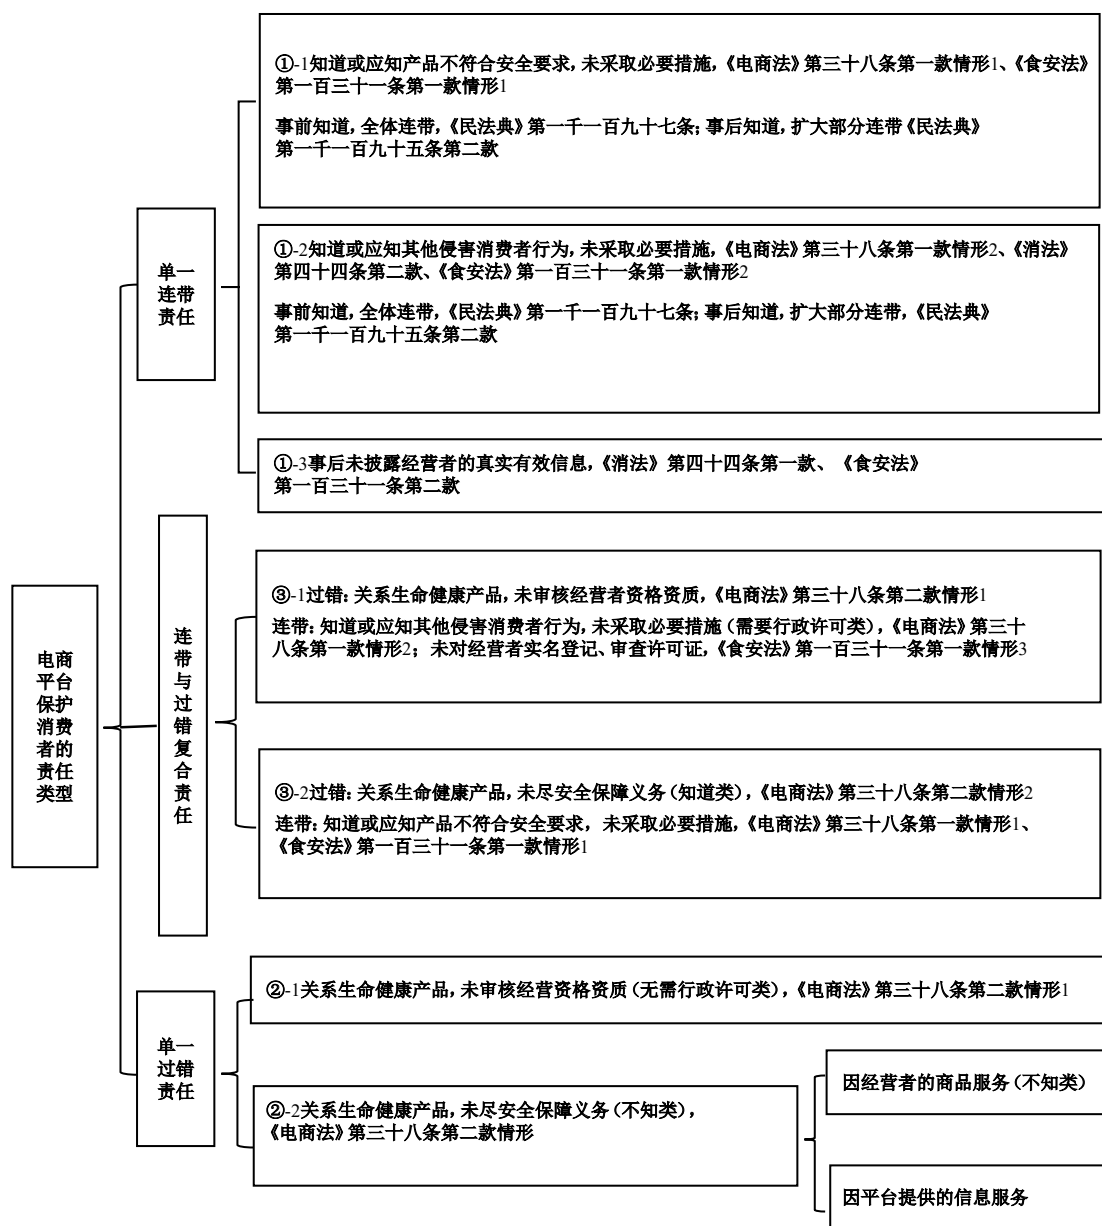 ①-1知道或应知产品不符合安全要求，未采取必要措施，《电商法》第三十八条第一款情形1、《食安法》
第一百三十一条第一款情形1
事前知道，全体连带，《民法典》第一千一百九十七条；事后知道，扩大部分连带《民法典》
第一千一百九十五条第二款
单一
连带
责任
①-2知道或应知其他侵害消费者行为，未采取必要措施，《电商法》第三十八条第一款情形2、《消法》
第四十四条第二款、《食安法》第一百三十一条第一款情形2
事前知道，全体连带，《民法典》第一千一百九十七条；事后知道，扩大部分连带，《民法典》
第一千一百九十五条第二款
①-3事后未披露经营者的真实有效信息，《消法》第四十四条第一款、《食安法》
第一百三十一条第二款
电商
平台
保护
消费
者的
责任
类型
连
带
与
过
错
复
合
责
任
③-1过错：关系生命健康产品，未审核经营者资格资质，《电商法》第三十八条第二款情形1
连带：知道或应知其他侵害消费者行为，未采取必要措施（需要行政许可类），《电商法》第三十
八条第一款情形2；未对经营者实名登记、审查许可证，《食安法》第一百三十一条第一款情形3
③-2过错：关系生命健康产品，未尽安全保障义务（知道类），《电商法》第三十八条第二款情形2
连带：知道或应知产品不符合安全要求，未采取必要措施，《电商法》第三十八条第一款情形1、
《食安法》第一百三十一条第一款情形1
单一
过错
责任
②-1关系生命健康产品，未审核经营资格资质（无需行政许可类），《电商法》第三十八条第二款情形1
②-2关系生命健康产品，未尽安全保障义务（不知类），
《电商法》第三十八条第二款情形
因经营者的商品服务（不知类）
因平台提供的信息服务